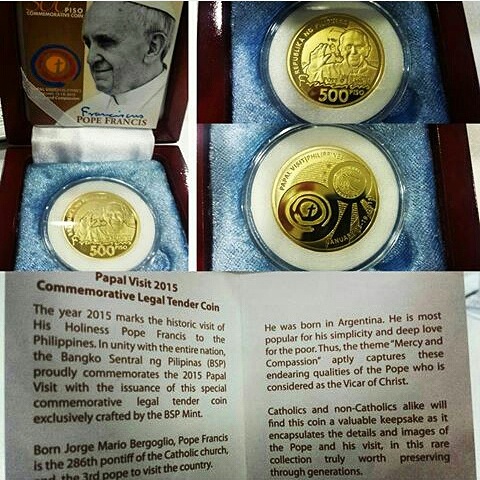 500 PISO
COMMEMORATIVE COIN
POPE FRANCIS
REPUBLIKA NG PILIPINAS
500
PISO
500
PISO
PAPAL VISIT PHILIPPINES
JANUARY
Papal Visit 2015
Commemorative Legal Tender Coin
The year 2015 marks the historic visit of
His Holiness Pope Francis to the
Philippines. In unity with the entire nation,
the Bangko Sentral ng Pilipinas (BSP)
proudly commemorates the 2015 Papal
Visit with the issuance of this special
commemorative legal tender coin
exclusively crafted by the BSP Mint.
Born Jorge Mario Bergoglio, Pope Francis
is the 286th pontiff of the Catholic church,
and, the 3rd pope to visit the country.
He was born in Argentina. He is most
popular for his simplicity and deep love
for the poor. Thus, the theme "Mercy and
Compassion" aptly captures these
endearing qualities of the Pope who is
considered as the Vicar of Christ.
Catholics and non-Catholics alike will
find this coin a valuable keepsake as it
encapsulates the details and images of
the Pope and his visit, in this rare
collection truly worth preserving
through generations.